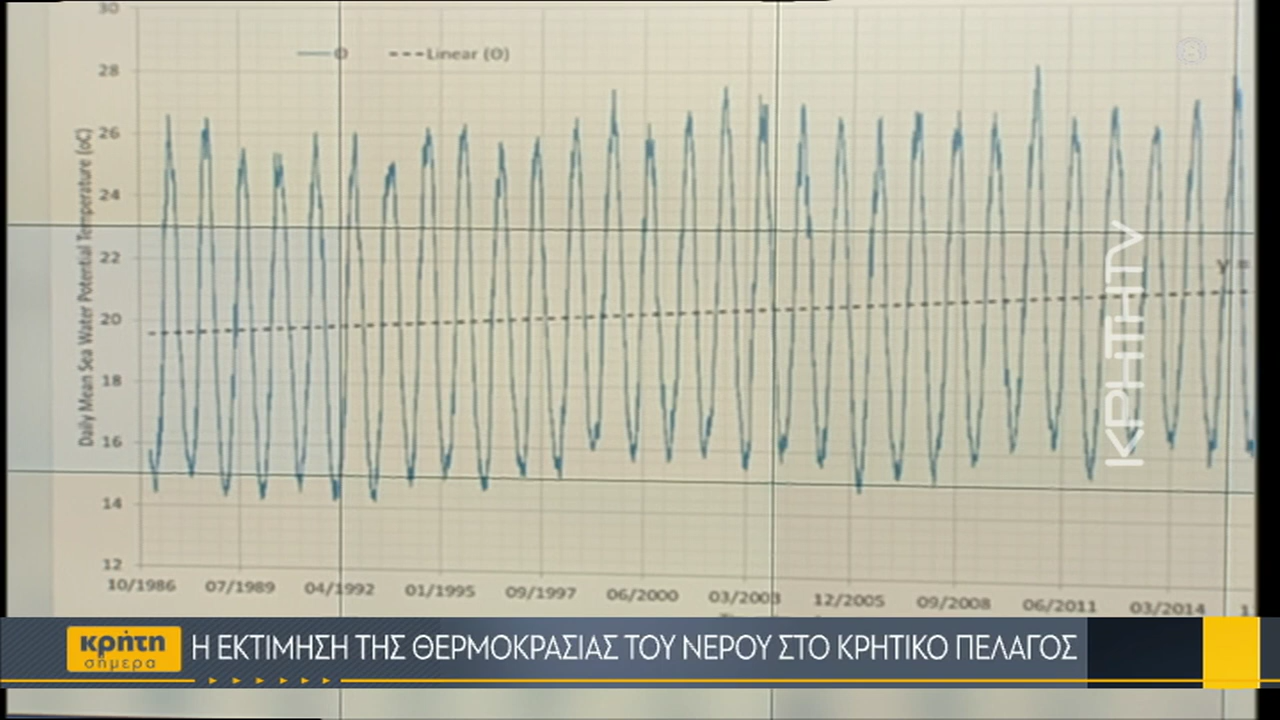 30
O
Linear (O)
28
26
24
22
20
18
16
14
12
Daily Mean Sea Water Potential Temperature (oC)
y =
10/1986
07/1989
04/1992
01/1995
09/1997
06/2000
03/2003
12/2005
09/2008
06/2011
03/2014
1
ΚΡΗΤΗTV
κρήτη
σήμερα
Η ΕΚΤΙΜΗΣΗ ΤΗΣ ΘΕΡΜΟΚΡΑΣΙΑΣ ΤΟΥ ΝΕΡΟΥ ΣΤΟ ΚΡΗΤΙΚΟ ΠΕΛΑΓΟΣ